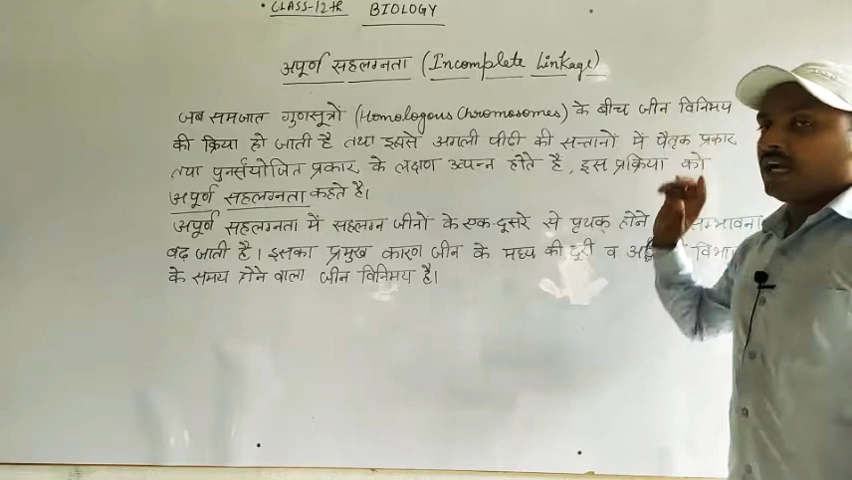 • CLASS-12th BIOLOGY
अपूर्ण सहलग्नता (Incomplete Linkage)
जब समजात गुणसूत्रों (Homologous Chromosomes) के बीच जीन विनिमय
की क्रिया हो जाती है तथा इससे अगली पीढी की सन्तानों में पैतृक प्रकार
तथा पुनर्संयोजित प्रकार के लक्षण उत्पन्न होते है, इस प्रक्रिया को
अपूर्ण सहलग्नता कहते है।
अपूर्ण सहलग्नता में सहलग्न जीनों के एक-दूसरे से पृथक् होने सम्भावना
बढ़ जाती है। इसका प्रमुख कारण जीन के मध्य की दूरी व
के समय होने वाला जीन विनिमय है।